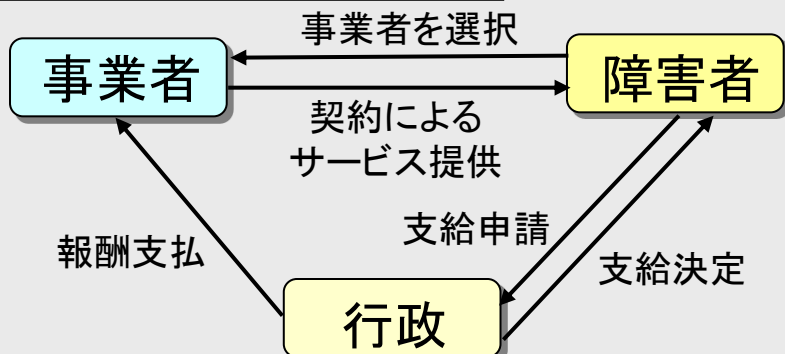 事業者を選択
事業者
障害者
契約による
サービス提供
支給申請
報酬支払
支給決定
行政